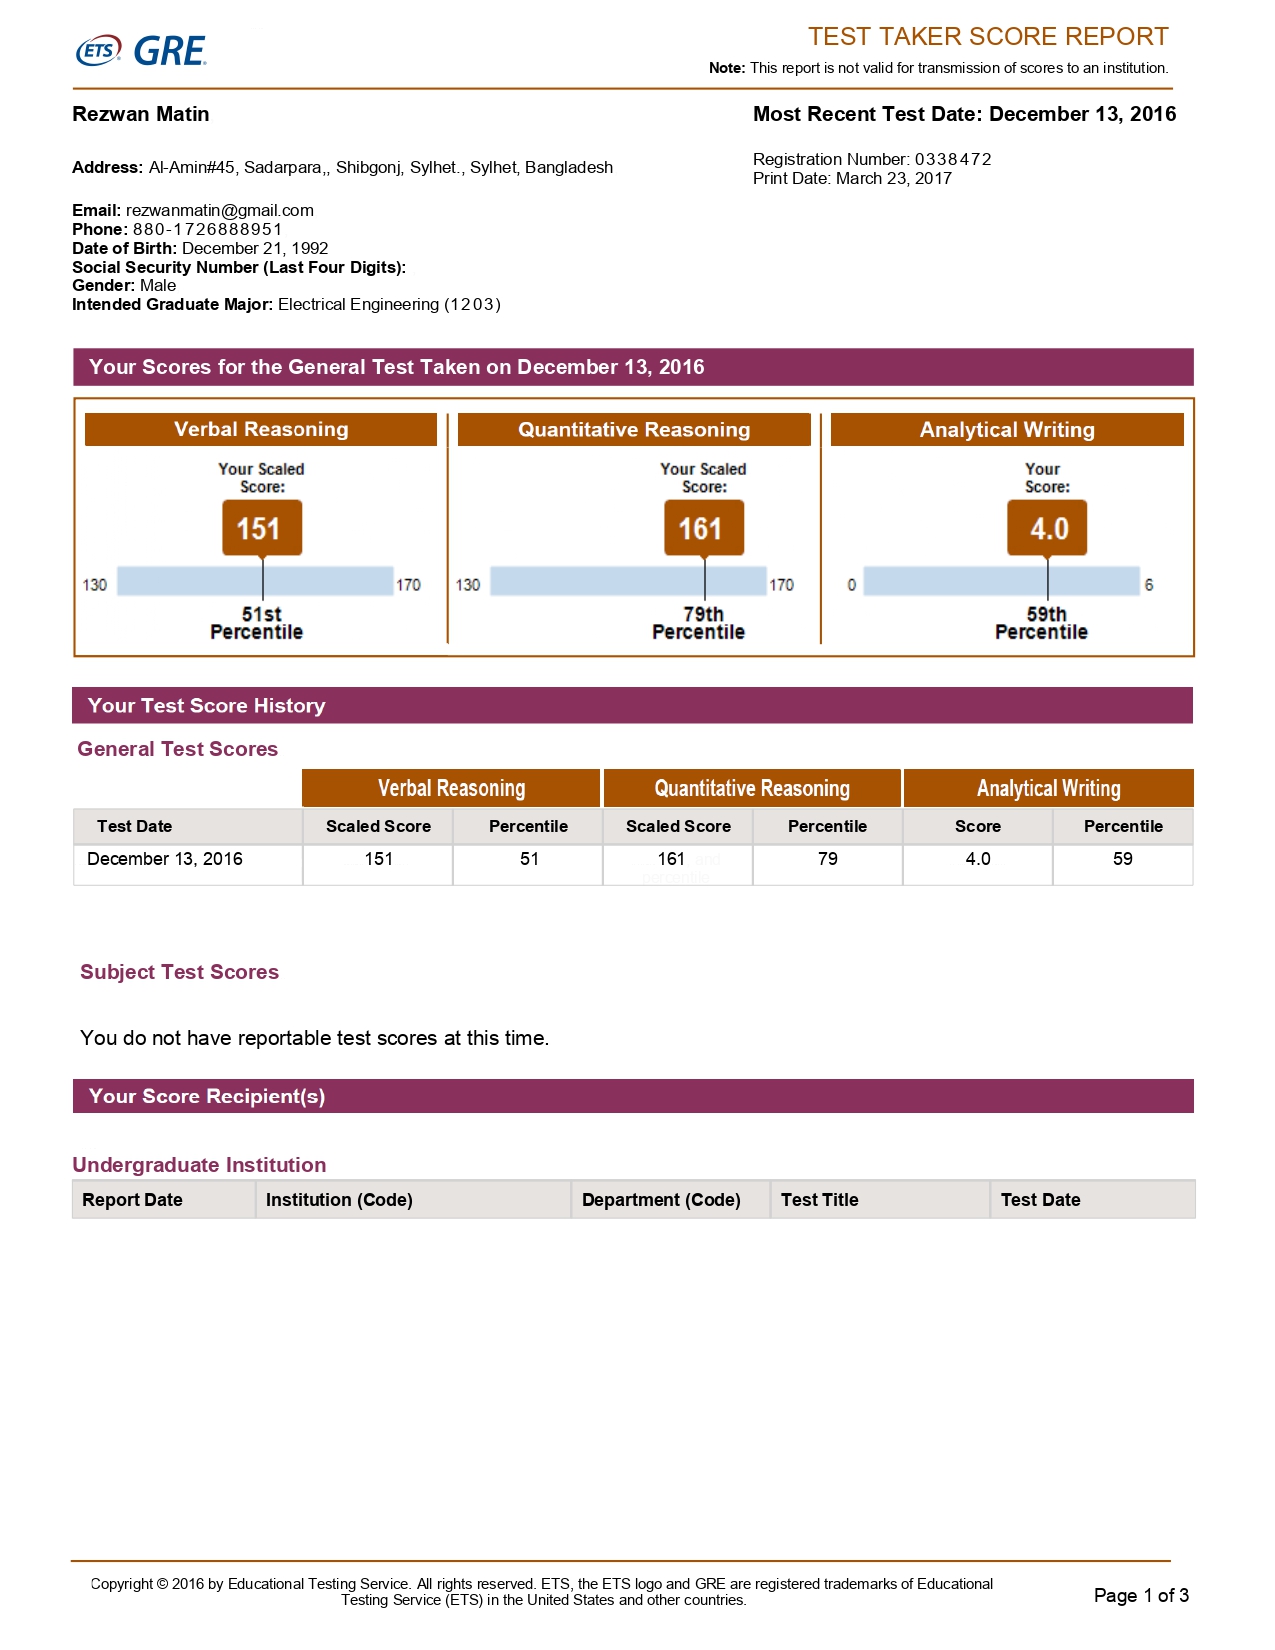 ETS GRE
TEST TAKER SCORE REPORT
Note: This report is not valid for transmission of scores to an institution.
Rezwan Matin
Most Recent Test Date: December 13, 2016
Address: Al-Amin#45, Sadarpara,, Shibgonj, Sylhet., Sylhet, Bangladesh
Registration Number: 0338472
Print Date: March 23, 2017
Email: rezwanmatin@gmail.com
Phone: 880-1726888951
Date of Birth: December 21, 1992
Social Security Number (Last Four Digits):
Gender: Male
Intended Graduate Major: Electrical Engineering (1203)
Your Scores for the General Test Taken on December 13, 2016
Verbal Reasoning
Your Scaled
Score:
151
130 170
51st
Percentile
Quantitative Reasoning
Your Scaled
Score:
161
130 170
79th
Percentile
Analytical Writing
Your
Score:
4.0
0 6
59th
Percentile
Your Test Score History
General Test Scores
Verbal Reasoning Quantitative Reasoning Analytical Writing
Test Date Scaled Score Percentile Scaled Score Percentile Score Percentile
December 13, 2016 151 51 161 79 4.0 59
Subject Test Scores
You do not have reportable test scores at this time.
Your Score Recipient(s)
Undergraduate Institution
Report Date Institution (Code) Department (Code) Test Title Test Date
Copyright © 2016 by Educational Testing Service. All rights reserved. ETS, the ETS logo and GRE are registered trademarks of Educational
Testing Service (ETS) in the United States and other countries.
Page 1 of 3